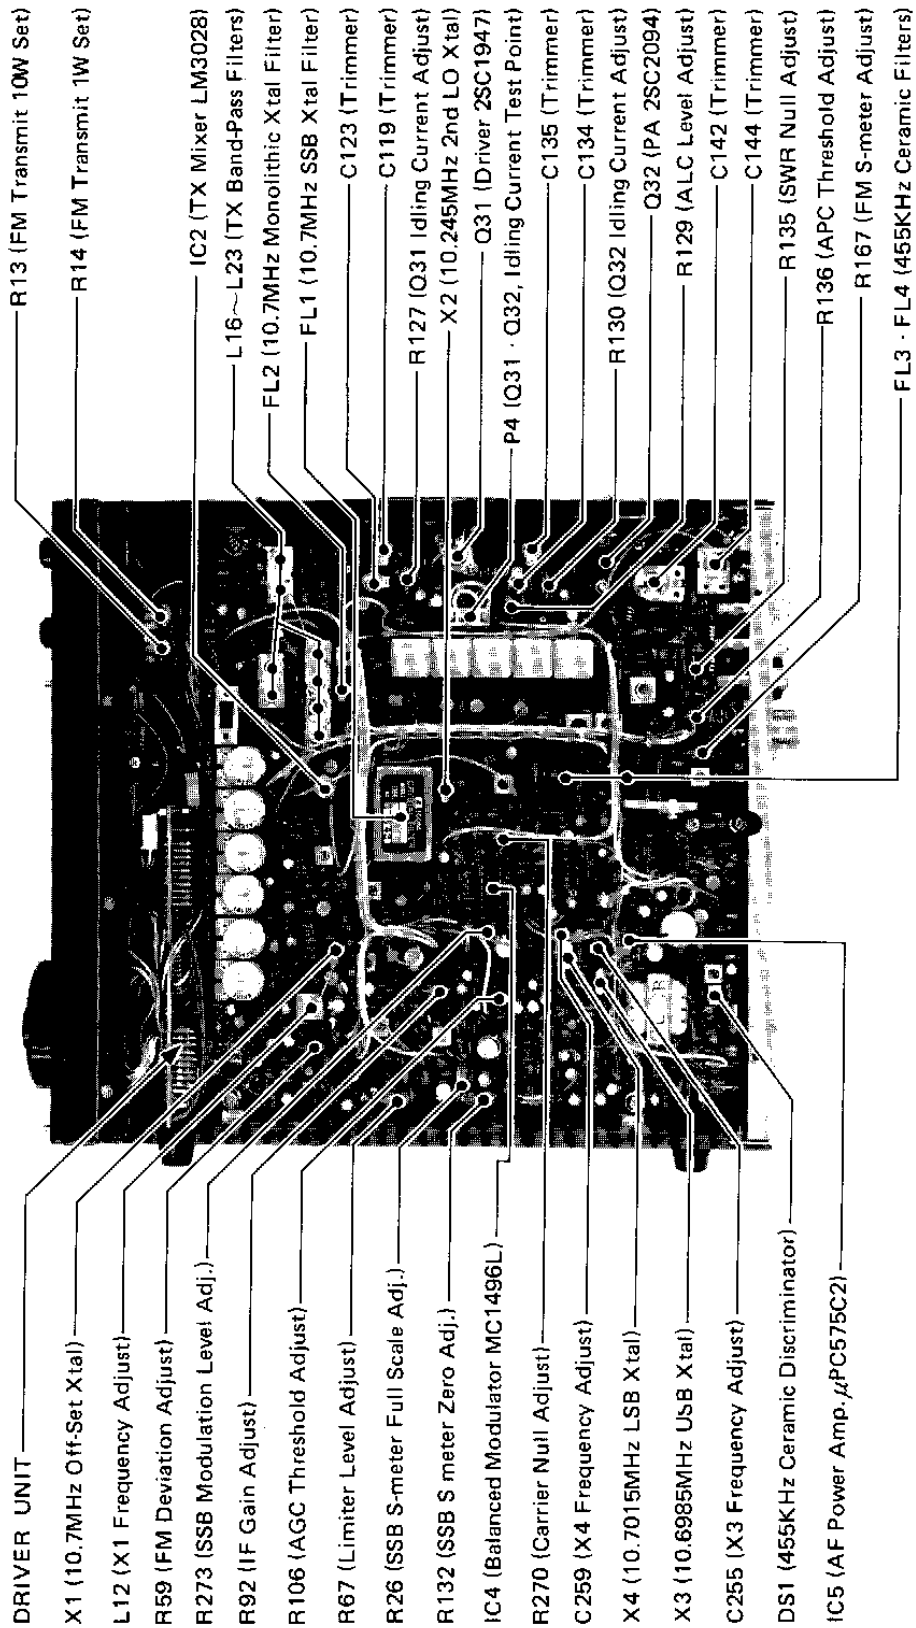 DRIVER UNIT
X1 (10.7MHz Off-Set Xtal)
L12 (X1 Frequency Adjust)
R59 (FM Deviation Adjust)
R273 (SSB Modulation Level Adj.)
R92 (IF Gain Adjust)
R106 (AGC Threshold Adjust)
R67 (Limiter Level Adjust)
R26 (SSB S-meter Full Scale Adj.)
R132 (SSB S meter Zero Adj.)
IC4 (Balanced Modulator MC1496L)
R270 (Carrier Null Adjust)
C259 (X4 Frequency Adjust)
X4 (10.7015MHz LSB Xtal)
X3 (10.6985MHz USB Xtal)
C255 (X3 Frequency Adjust)
DS1 (455KHz Ceramic Discriminator)
IC5 (AF Power Amp. μPC575C2)
R13 (FM Transmit 10W Set)
R14 (FM Transmit 1W Set)
IC2 (TX Mixer LM3028)
L16~L23 (TX Band-Pass Filters)
FL2 (10.7MHz Monolithic Xtal Filter)
FL1 (10.7MHz SSB Xtal Filter)
C123 (Trimmer)
C119 (Trimmer)
R127 (Q31 Idling Current Adjust)
X2 (10.245MHz 2nd LO Xtal)
Q31 (Driver 2SC1947)
P4 (Q31 · Q32, Idling Current Test Point)
C135 (Trimmer)
C134 (Trimmer)
R130 (Q32 Idling Current Adjust)
Q32 (PA 2SC2094)
R129 (ALC Level Adjust)
C142 (Trimmer)
C144 (Trimmer)
R135 (SWR Null Adjust)
R136 (APC Threshold Adjust)
R167 (FM S-meter Adjust)
FL3 · FL4 (455KHz Ceramic Filters)